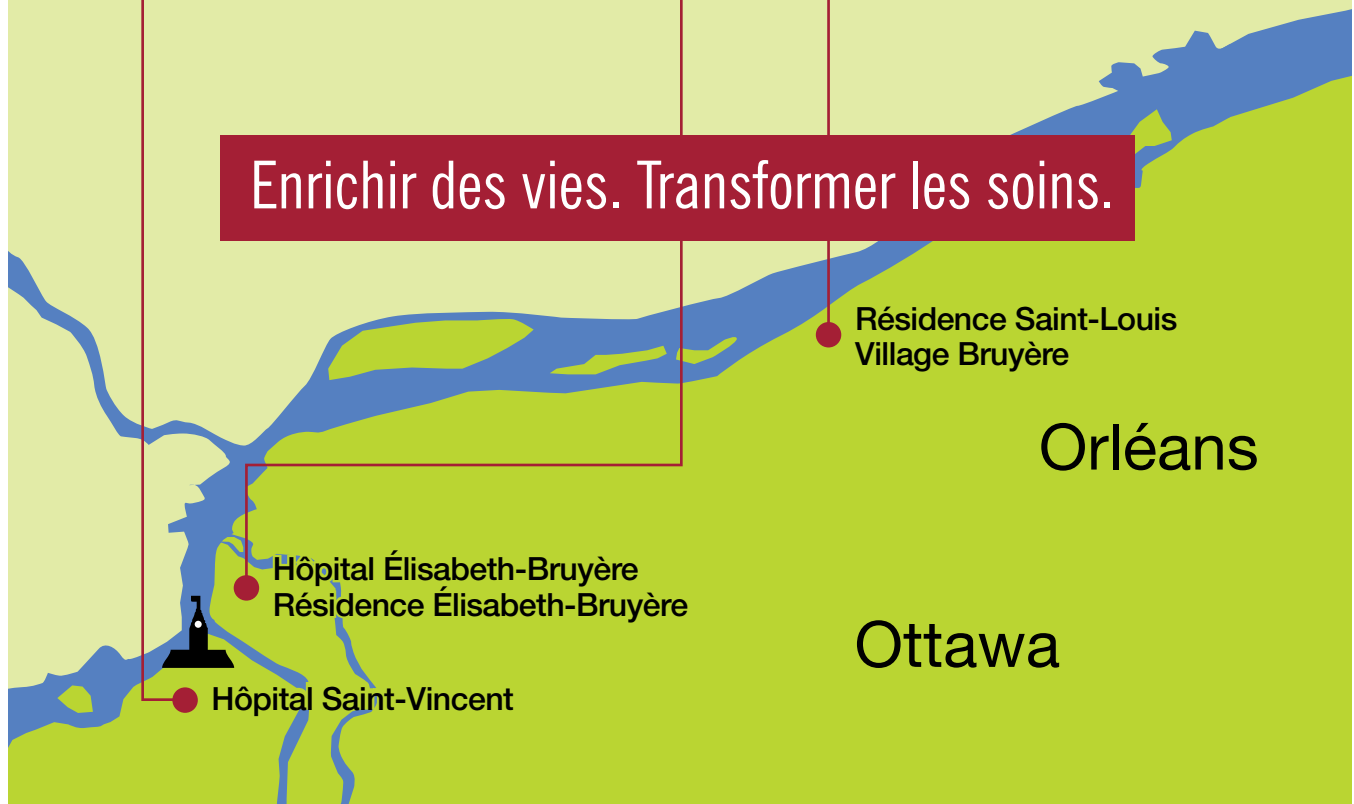 Enrichir des vies. Transformer les soins.
Résidence Saint-Louis
Village Bruyère
Orléans
Hôpital Élisabeth-Bruyère
Résidence Élisabeth-Bruyère
Ottawa
Hôpital Saint-Vincent